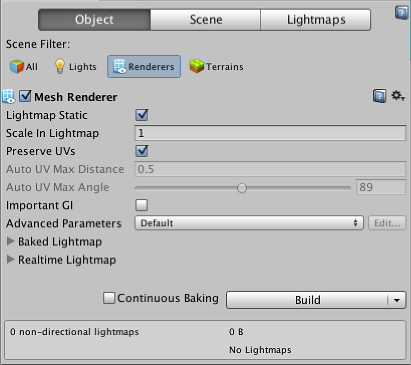 Object Scene Lightmaps
Scene Filter:
All Lights Renderers Terrains
Mesh Renderer
Lightmap Static
Scale In Lightmap 1
Preserve UVs
Auto UV Max Distance 0.5
Auto UV Max Angle 89
Important GI
Advanced Parameters Default Edit...
Baked Lightmap
Realtime Lightmap
Continuous Baking Build
0 non-directional lightmaps 0 B
No Lightmaps